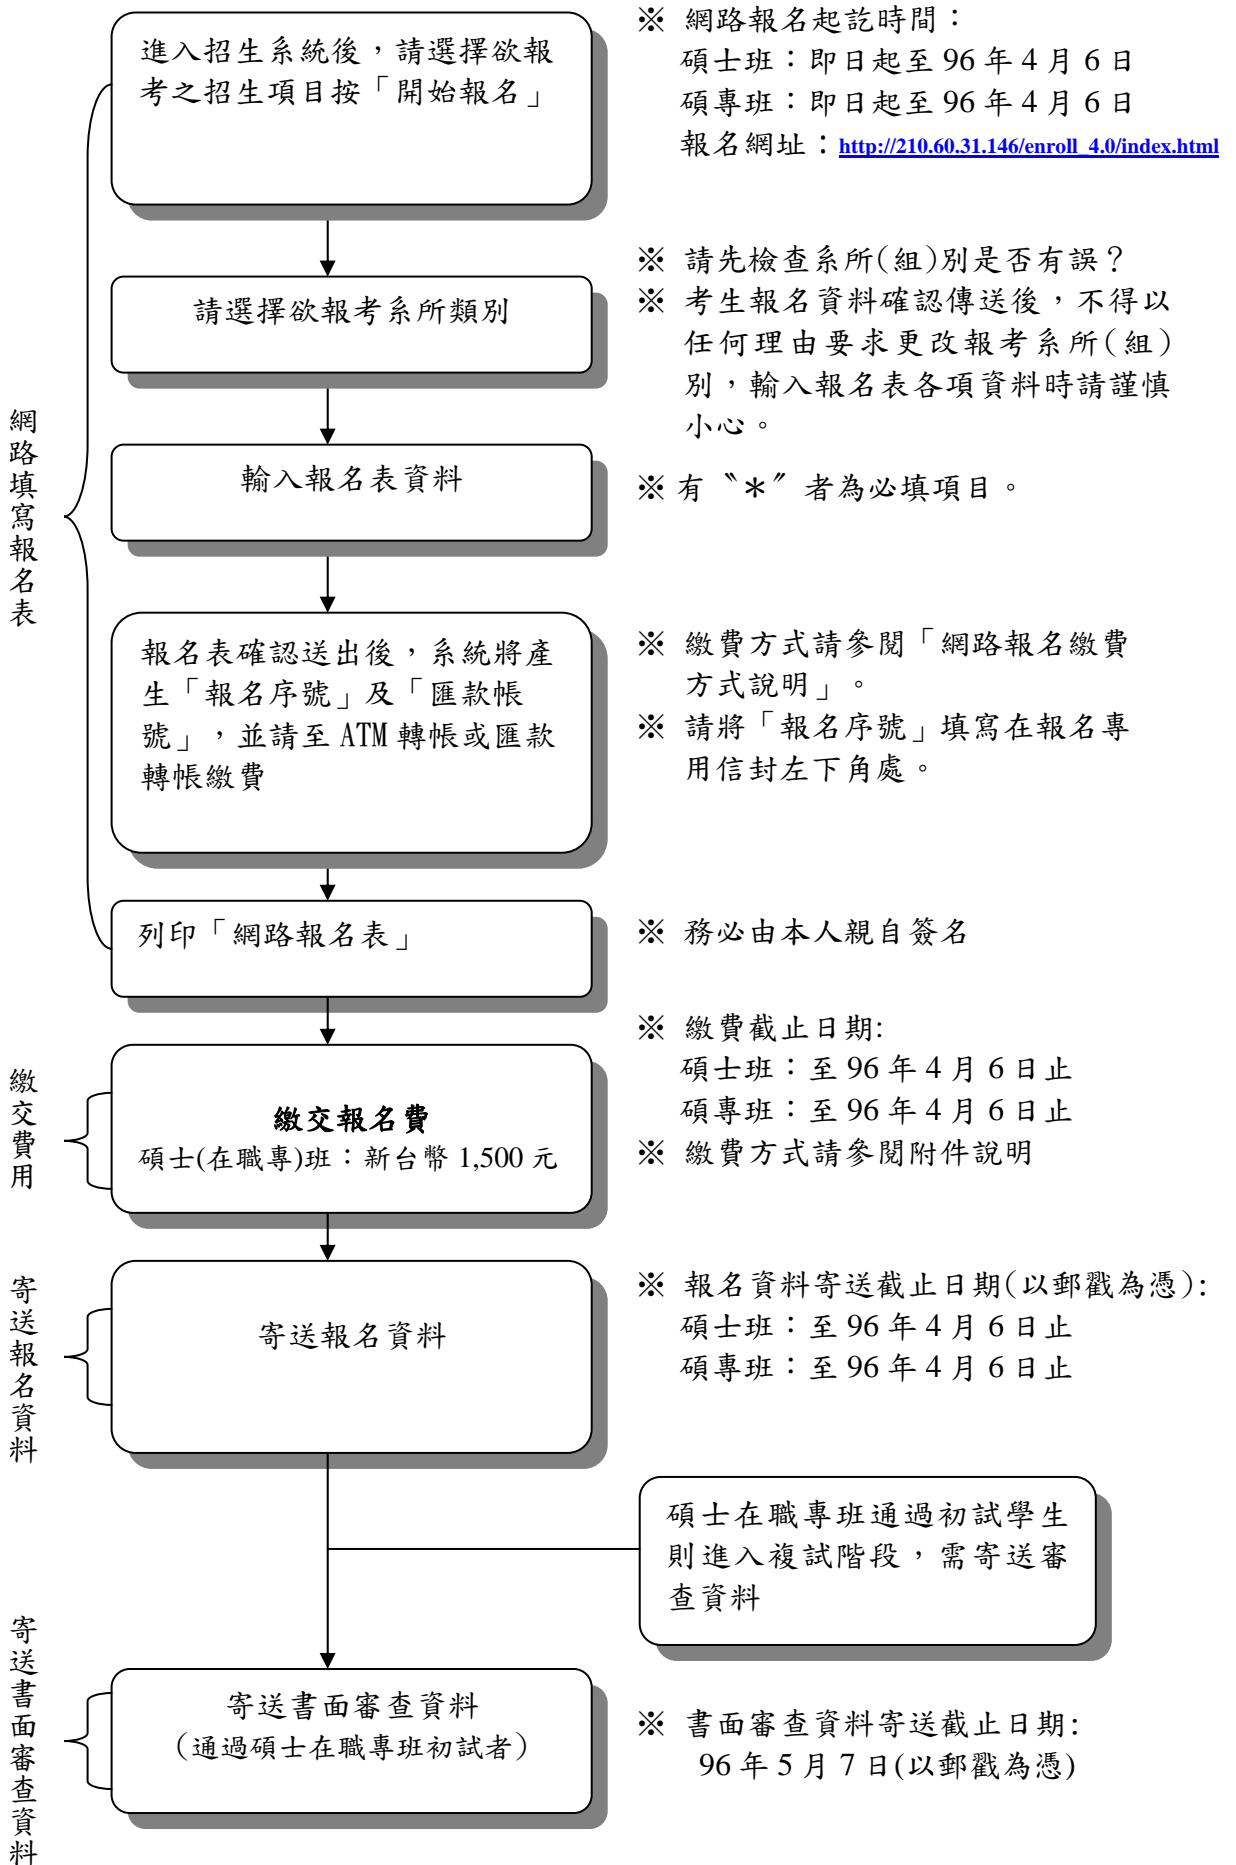 進入招生系統後，請選擇欲報
考之招生項目按「開始報名」
※ 網路報名起訖時間：
碩士班：即日起至 96 年 4 月 6 日
碩專班：即日起至 96 年 4 月 6 日
報名網址：http://210.60.31.146/enroll_4.0/index.html
請選擇欲報考系所類別
※ 請先檢查系所(組)別是否有誤？
※ 考生報名資料確認傳送後，不得以
任何理由要求更改報考系所(組)
別，輸入報名表各項資料時請謹慎
小心。
網路填寫報名表
輸入報名表資料
※ 有〝*〞者為必填項目。
報名表確認送出後，系統將產
生「報名序號」及「匯款帳
號」，並請至 ATM 轉帳或匯款
轉帳繳費
※ 繳費方式請參閱「網路報名繳費
方式說明」。
※ 請將「報名序號」填寫在報名專
用信封左下角處。
列印「網路報名表」
※ 務必由本人親自簽名
繳交費用
繳交報名費
碩士(在職專)班：新台幣 1,500 元
※ 繳費截止日期:
碩士班：至 96 年 4 月 6 日止
碩專班：至 96 年 4 月 6 日止
※ 繳費方式請參閱附件說明
寄送報名資料
寄送報名資料
※ 報名資料寄送截止日期(以郵戳為憑):
碩士班：至 96 年 4 月 6 日止
碩專班：至 96 年 4 月 6 日止
碩士在職專班通過初試學生
則進入複試階段，需寄送審
查資料
寄送書面審查資料
寄送書面審查資料
（通過碩士在職專班初試者）
※ 書面審查資料寄送截止日期:
96 年 5 月 7 日(以郵戳為憑)